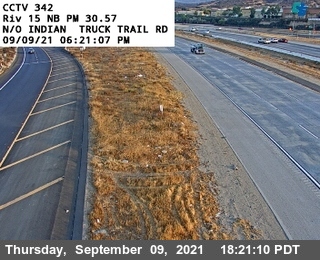 CCTV 342
Riv 15 NB PM 30.57
N/O INDIAN TRUCK TRAIL RD
09/09/21 06:21:07 PM
Thursday, September 09, 2021 18:21:10 PDT